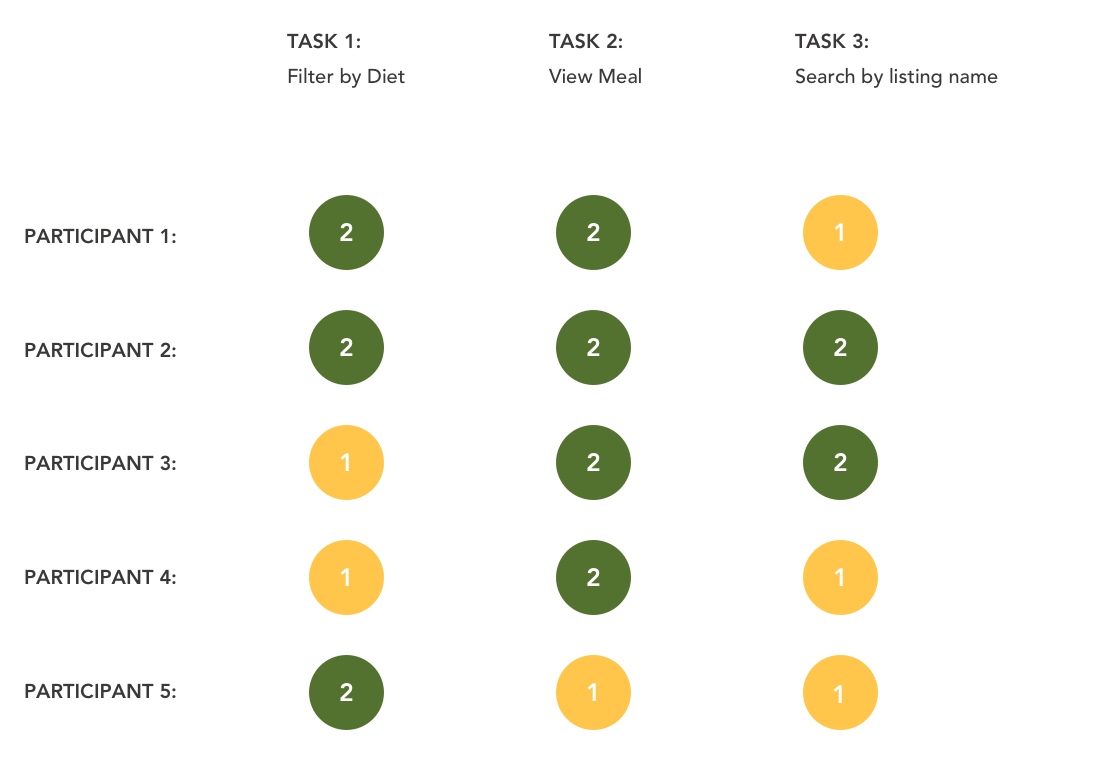 TASK 1: TASK 2: TASK 3:
Filter by Diet View Meal Search by listing name
PARTICIPANT 1: 2 2 1
PARTICIPANT 2: 2 2 2
PARTICIPANT 3: 1 2 2
PARTICIPANT 4: 1 2 1
PARTICIPANT 5: 2 1 1